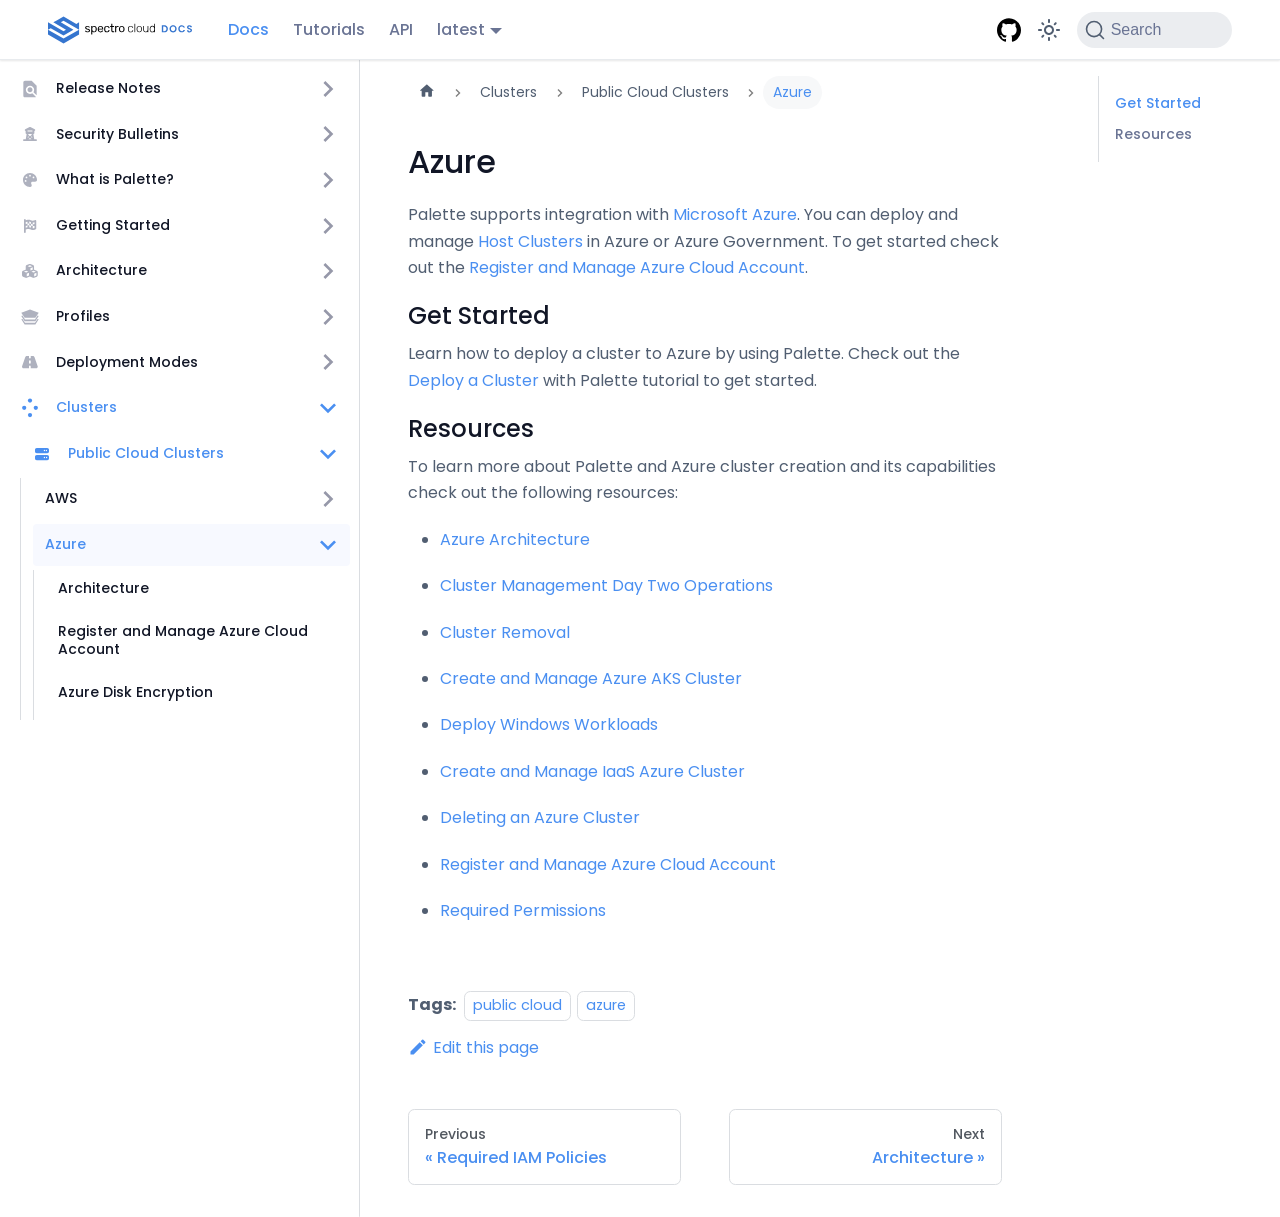 spectro cloud DOCS
Docs
Tutorials
API
latest
Search
Release Notes
Security Bulletins
What is Palette?
Getting Started
Architecture
Profiles
Deployment Modes
Clusters
Public Cloud Clusters
AWS
Azure
Architecture
Register and Manage Azure Cloud
Account
Azure Disk Encryption
Clusters
Public Cloud Clusters
Azure
Azure
Palette supports integration with Microsoft Azure. You can deploy and
manage Host Clusters in Azure or Azure Government. To get started check
out the Register and Manage Azure Cloud Account.
Get Started
Learn how to deploy a cluster to Azure by using Palette. Check out the
Deploy a Cluster with Palette tutorial to get started.
Resources
To learn more about Palette and Azure cluster creation and its capabilities
check out the following resources:
Azure Architecture
Cluster Management Day Two Operations
Cluster Removal
Create and Manage Azure AKS Cluster
Deploy Windows Workloads
Create and Manage IaaS Azure Cluster
Deleting an Azure Cluster
Register and Manage Azure Cloud Account
Required Permissions
Tags: public cloud azure
Edit this page
Previous
« Required IAM Policies
Next
Architecture »
Get Started
Resources